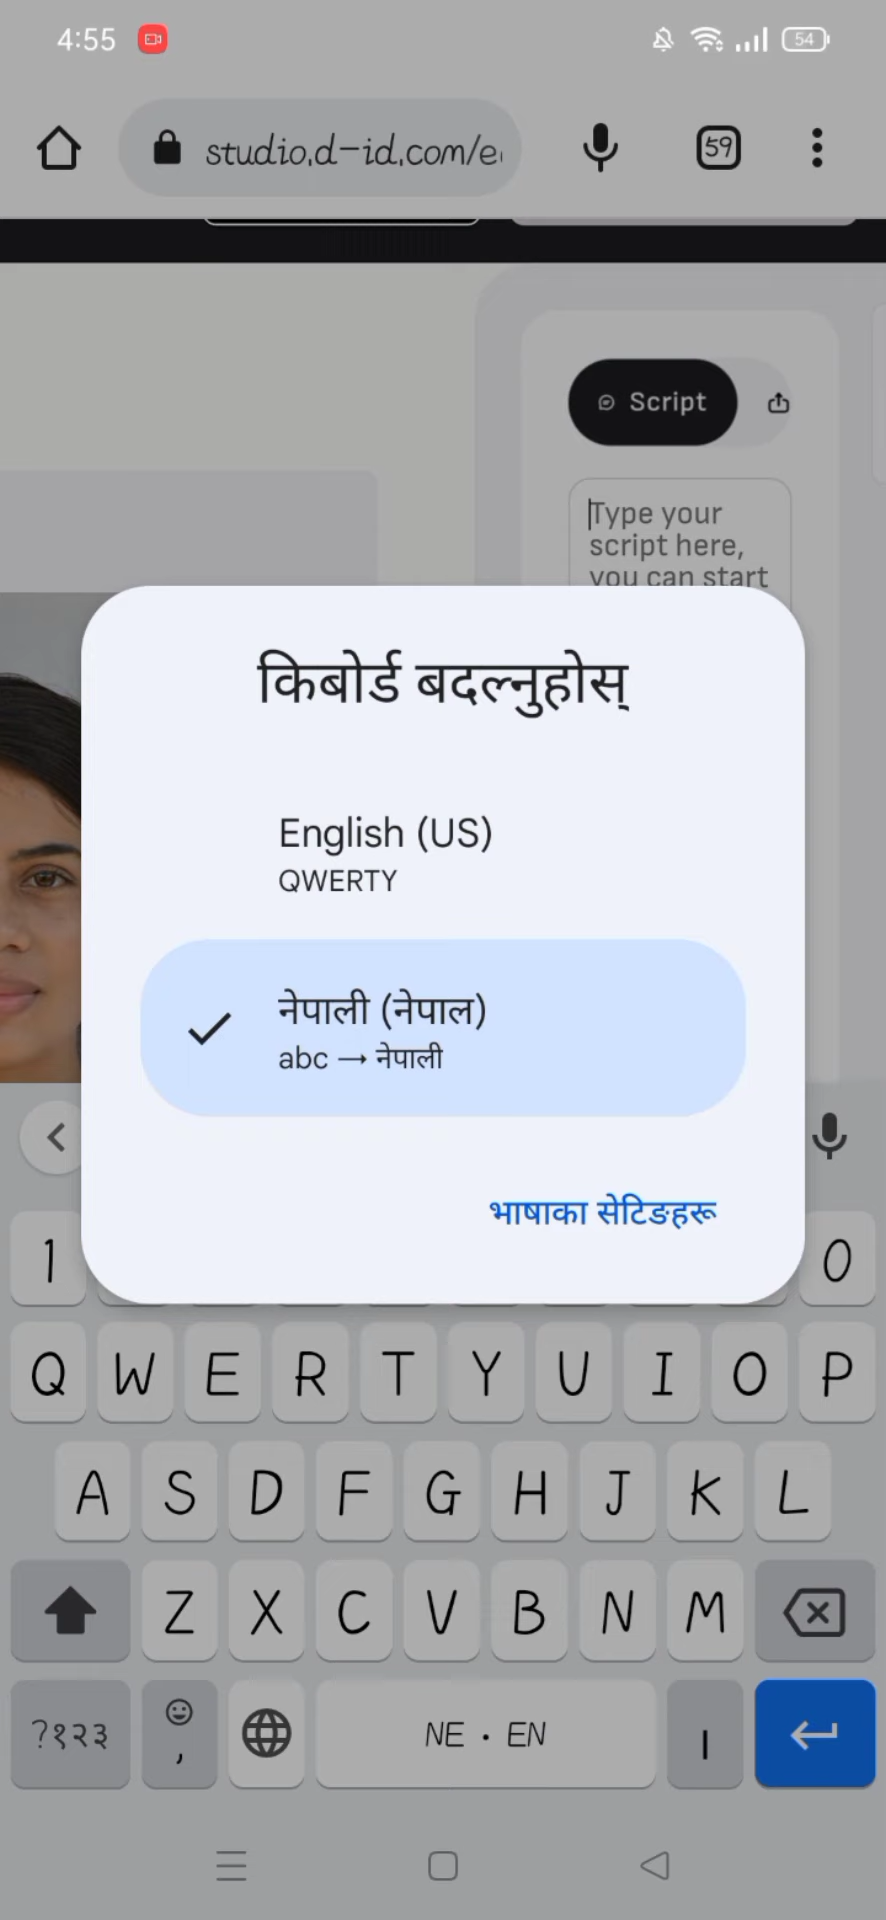 4:55
54
studio.d-id.com/e
59
Script
Type your
script here,
you can start
किबोर्ड बदल्नुहोस्
English (US)
QWERTY
नेपाली (नेपाल)
abc → नेपाली
भाषाका सेटिङहरू
1 0
Q W E R T Y U I O P
A S D F G H J K L
Z X C V B N M
?१२३ , NE • EN ।